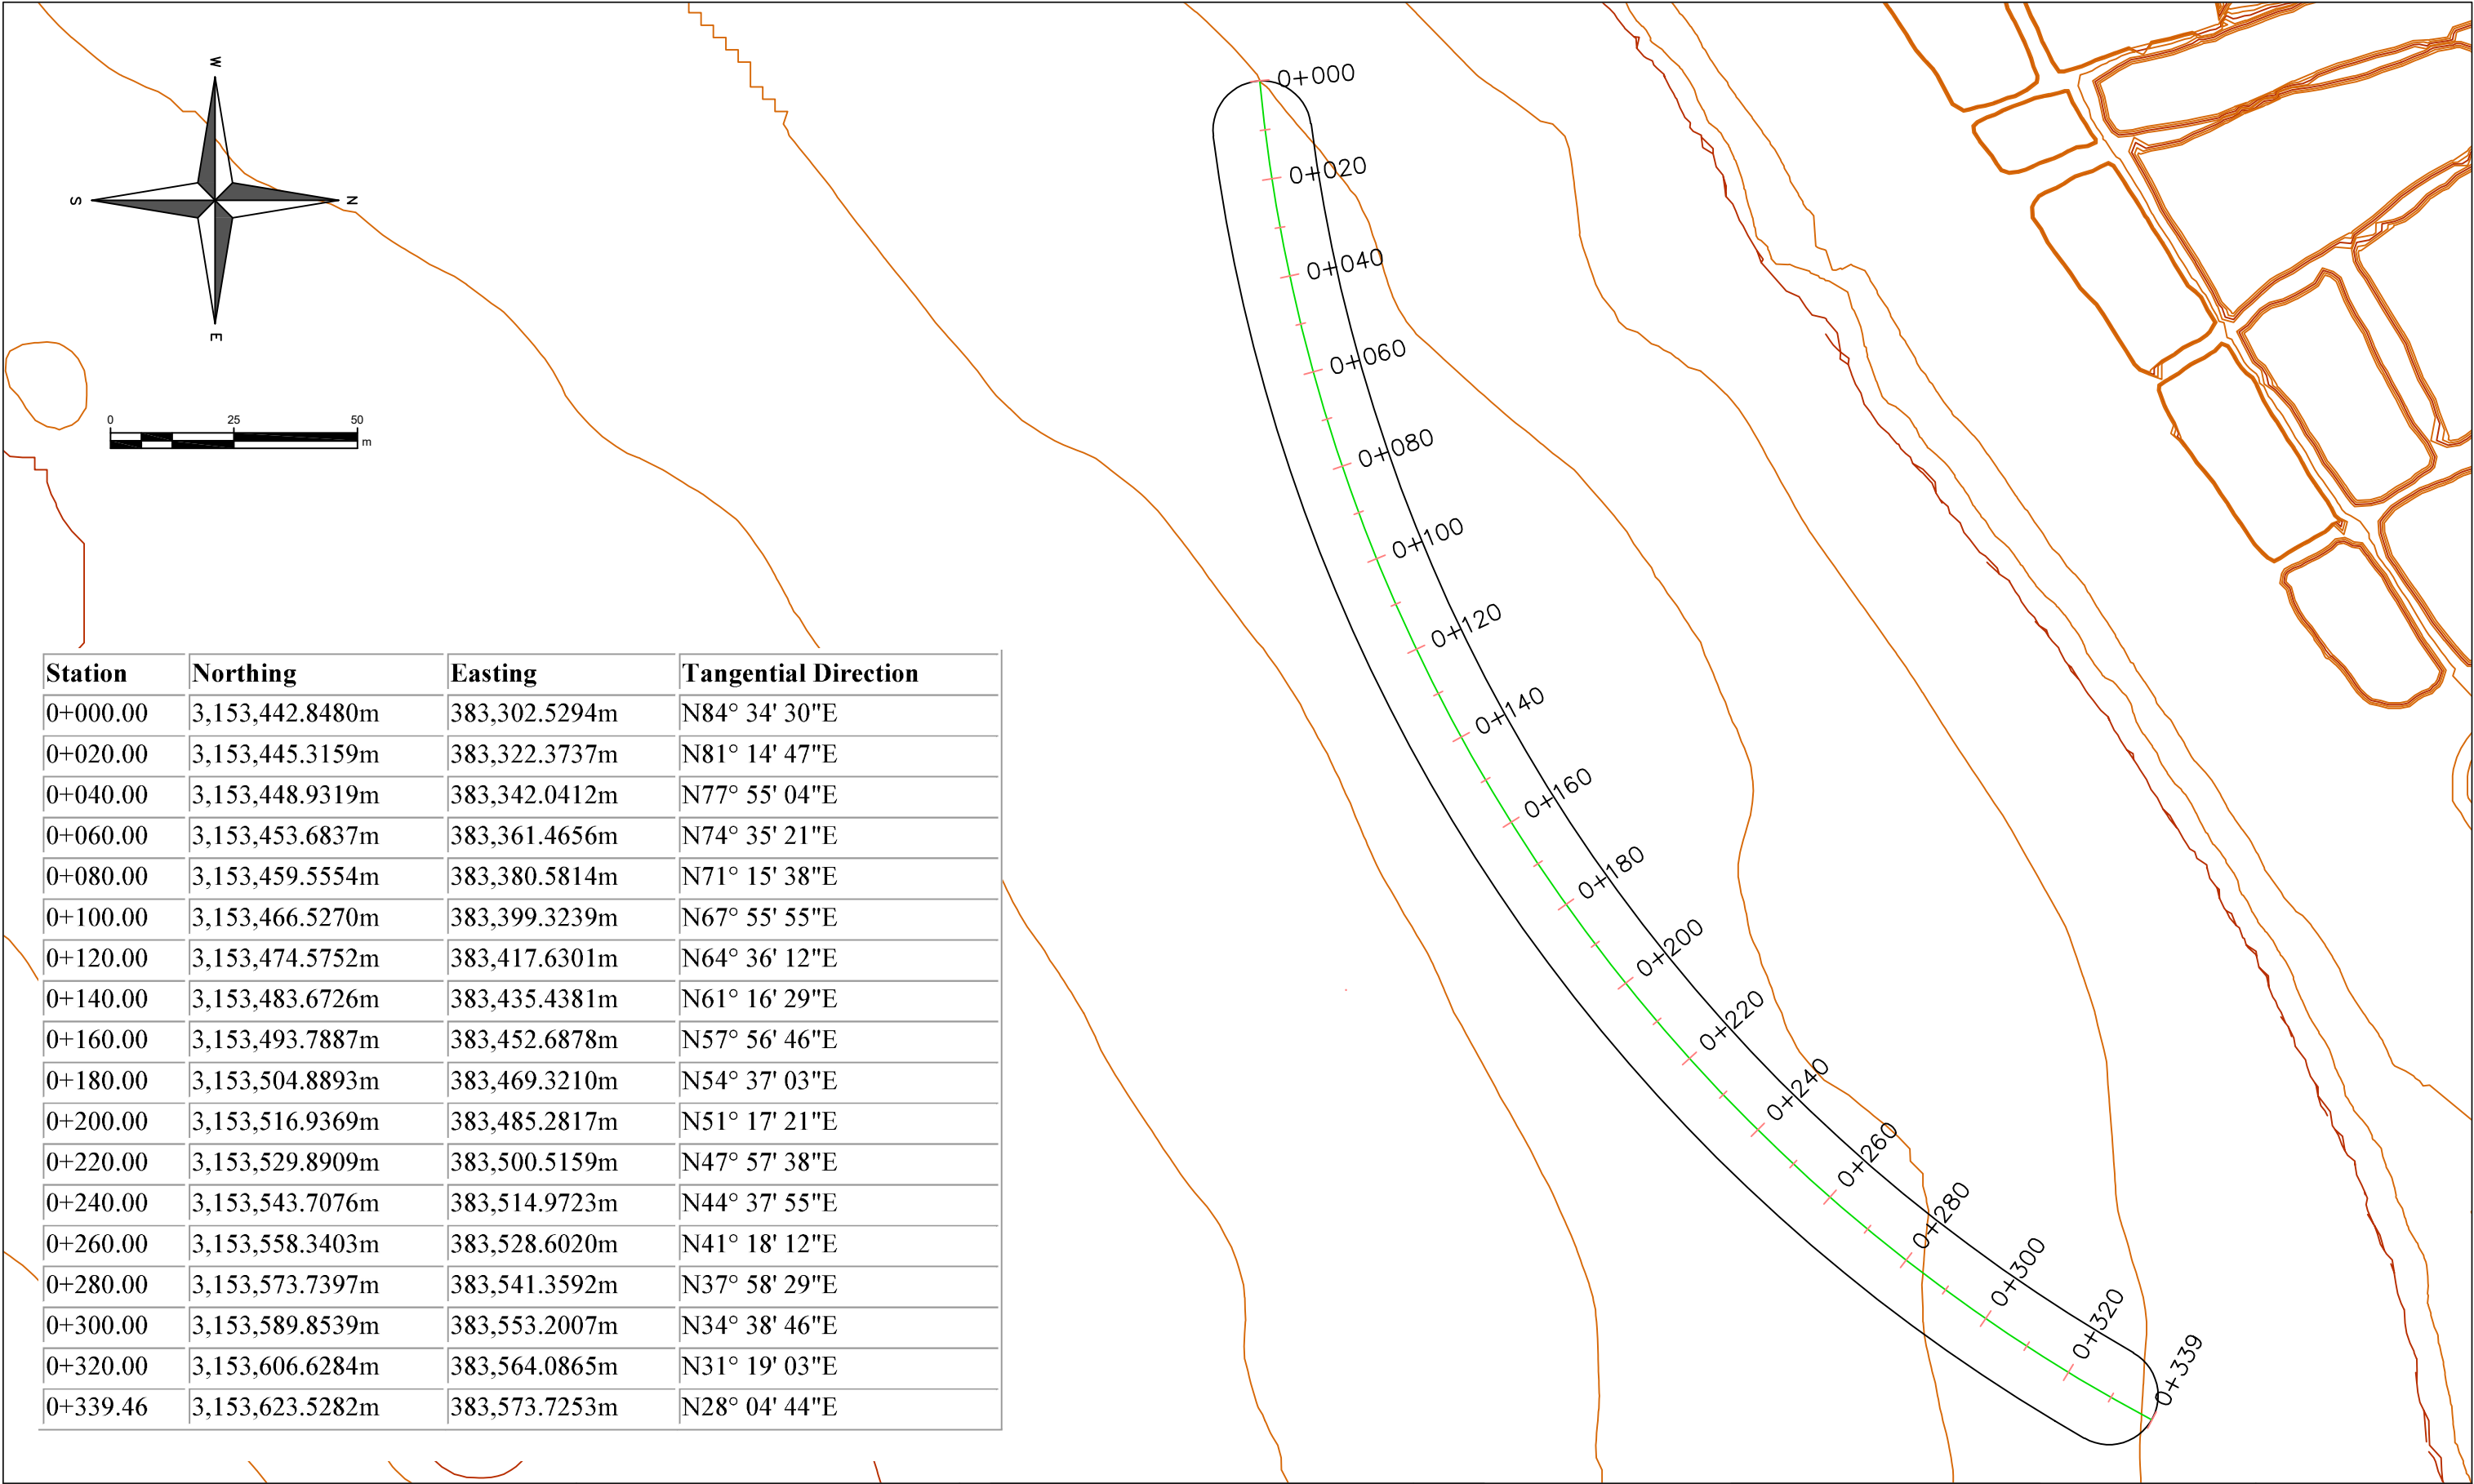 W
S
N
E
0 25 50
m
0+000
0+020
0+040
0+060
0+080
0+100
0+120
0+140
0+160
0+180
0+200
0+220
0+240
0+260
0+280
0+300
0+320
0+339
Station Northing Easting Tangential Direction
0+000.00 3,153,442.8480m 383,302.5294m N84° 34' 30"E
0+020.00 3,153,445.3159m 383,322.3737m N81° 14' 47"E
0+040.00 3,153,448.9319m 383,342.0412m N77° 55' 04"E
0+060.00 3,153,453.6837m 383,361.4656m N74° 35' 21"E
0+080.00 3,153,459.5554m 383,380.5814m N71° 15' 38"E
0+100.00 3,153,466.5270m 383,399.3239m N67° 55' 55"E
0+120.00 3,153,474.5752m 383,417.6301m N64° 36' 12"E
0+140.00 3,153,483.6726m 383,435.4381m N61° 16' 29"E
0+160.00 3,153,493.7887m 383,452.6878m N57° 56' 46"E
0+180.00 3,153,504.8893m 383,469.3210m N54° 37' 03"E
0+200.00 3,153,516.9369m 383,485.2817m N51° 17' 21"E
0+220.00 3,153,529.8909m 383,500.5159m N47° 57' 38"E
0+240.00 3,153,543.7076m 383,514.9723m N44° 37' 55"E
0+260.00 3,153,558.3403m 383,528.6020m N41° 18' 12"E
0+280.00 3,153,573.7397m 383,541.3592m N37° 58' 29"E
0+300.00 3,153,589.8539m 383,553.2007m N34° 38' 46"E
0+320.00 3,153,606.6284m 383,564.0865m N31° 19' 03"E
0+339.46 3,153,623.5282m 383,573.7253m N28° 04' 44"E